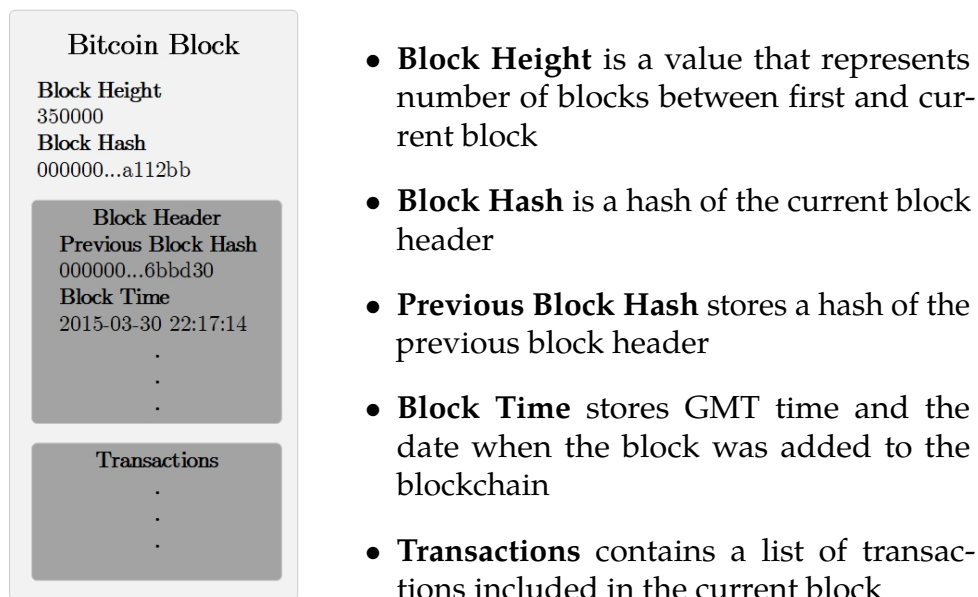 Bitcoin Block
Block Height
350000
Block Hash
000000...a112bb
Block Header
Previous Block Hash
000000...6bbd30
Block Time
2015-03-30 22:17:14
.
.
.
Transactions
.
.
.
• Block Height is a value that represents
number of blocks between first and cur-
rent block
• Block Hash is a hash of the current block
header
• Previous Block Hash stores a hash of the
previous block header
• Block Time stores GMT time and the
date when the block was added to the
blockchain
• Transactions contains a list of transac-
tions included in the current block